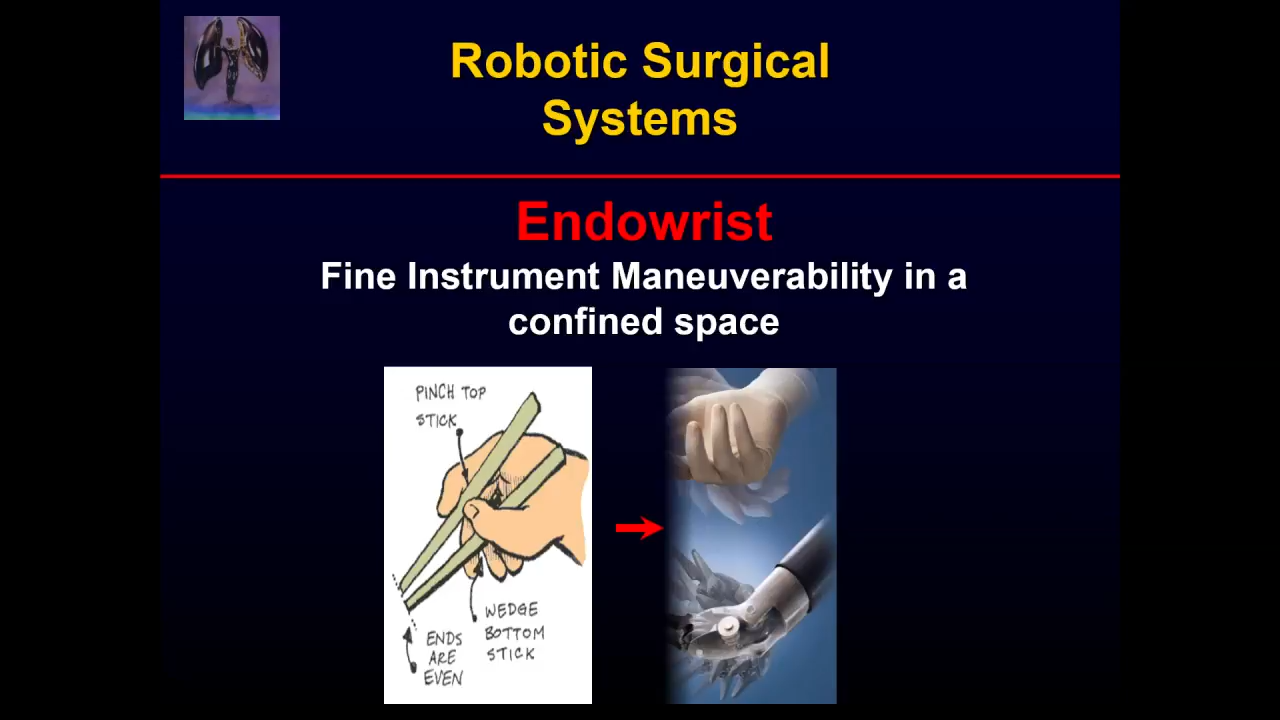 Robotic Surgical
Systems
Endowrist
Fine Instrument Maneuverability in a
confined space
PINCH TOP
STICK
WEDGE
BOTTOM
STICK
ENDS
ARE
EVEN